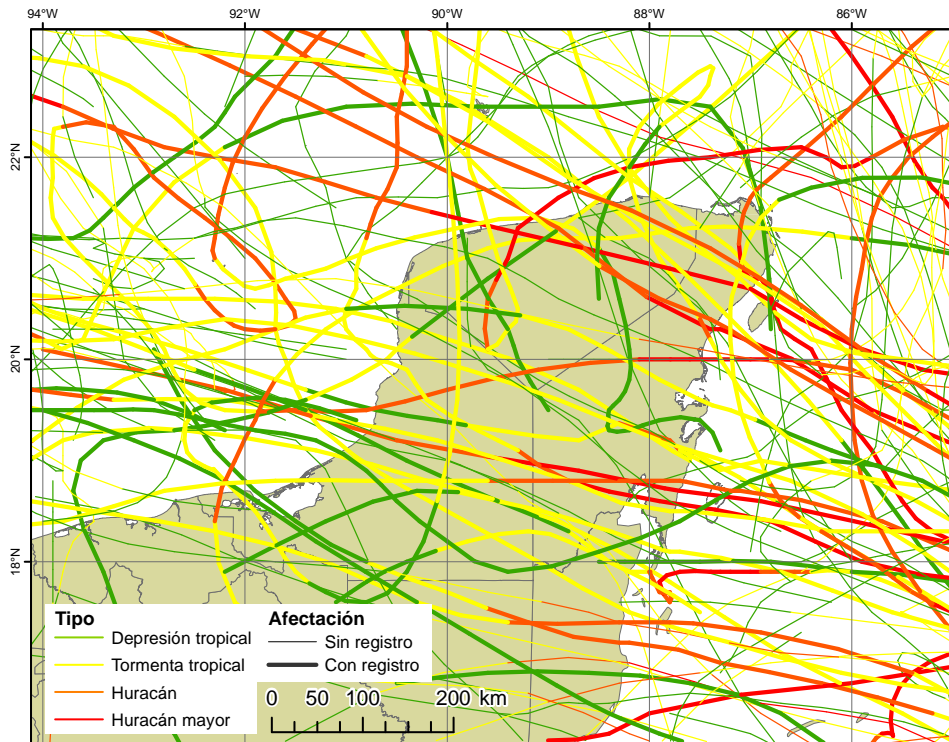 94°W 92°W 90°W 88°W 86°W
22°N
20°N
18°N
Tipo
Depresión tropical
Tormenta tropical
Huracán
Huracán mayor
Afectación
Sin registro
Con registro
0 50 100 200 km